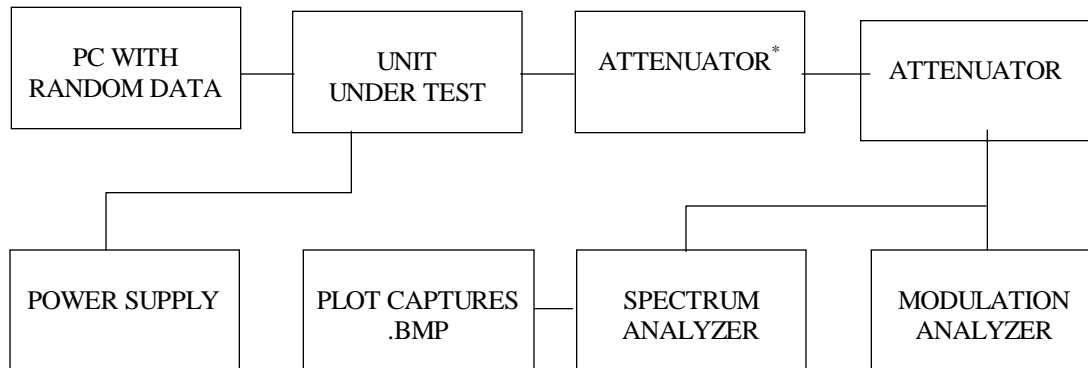 PC WITH
RANDOM DATA
UNIT
UNDER TEST
ATTENUATOR*
ATTENUATOR
POWER SUPPLY
PLOT CAPTURES
.BMP
SPECTRUM
ANALYZER
MODULATION
ANALYZER